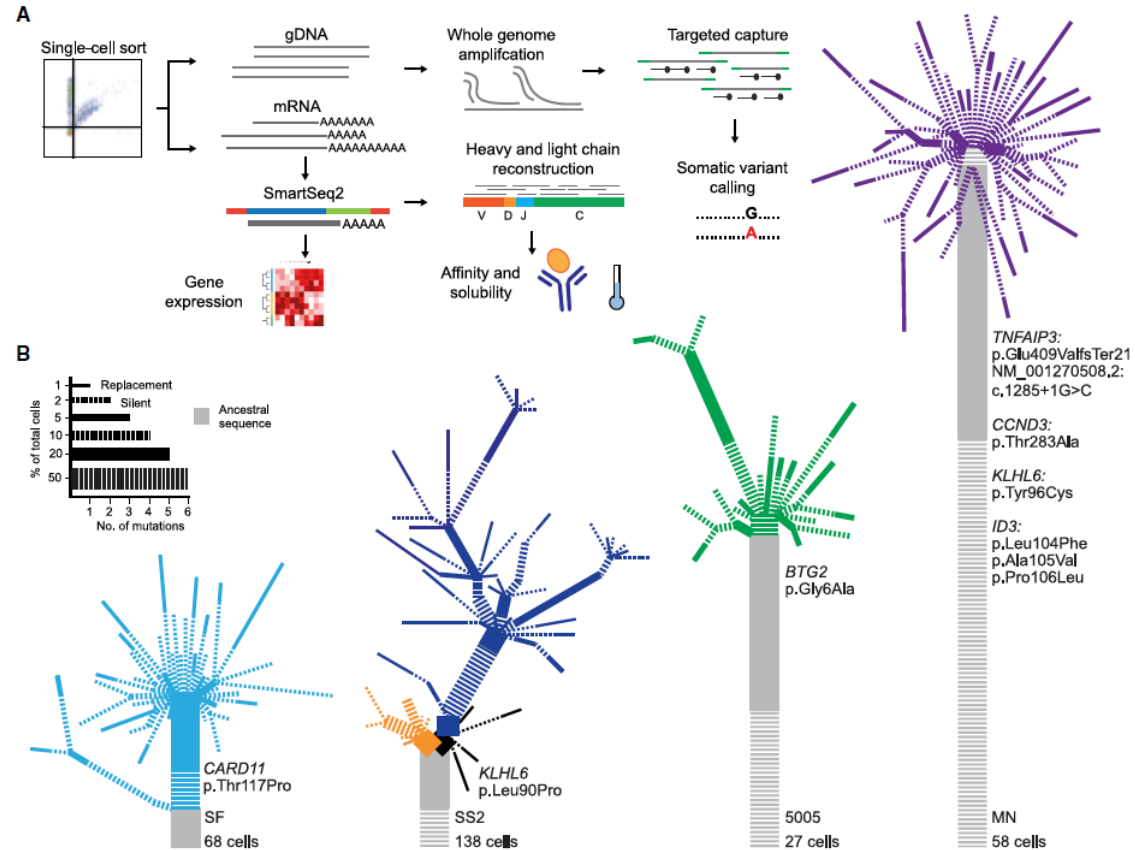 A
Single-cell sort
gDNA
mRNA
AAAAAAA
AAAAA
AAAAAAAAAA
SmartSeq2
AAAAA
Gene
expression
Whole genome
amplifcation
Heavy and light chain
reconstruction
V D J C
Affinity and
solubility
Targeted capture
Somatic variant
calling
G
A
B
% of total cells
1
2
5
10
20
50
Replacement
Silent
1 2 3 4 5 6
No. of mutations
Ancestral
sequence
CARD11
p.Thr117Pro
SF
68 cells
KLHL6
p.Leu90Pro
SS2
138 cells
BTG2
p.Gly6Ala
5005
27 cells
TNFAIP3:
p.Glu409ValfsTer21
NM_001270508.2:
c.1285+1G>C
CCND3:
p.Thr283Ala
KLHL6:
p.Tyr96Cys
ID3:
p.Leu104Phe
p.Ala105Val
p.Pro106Leu
MN
58 cells